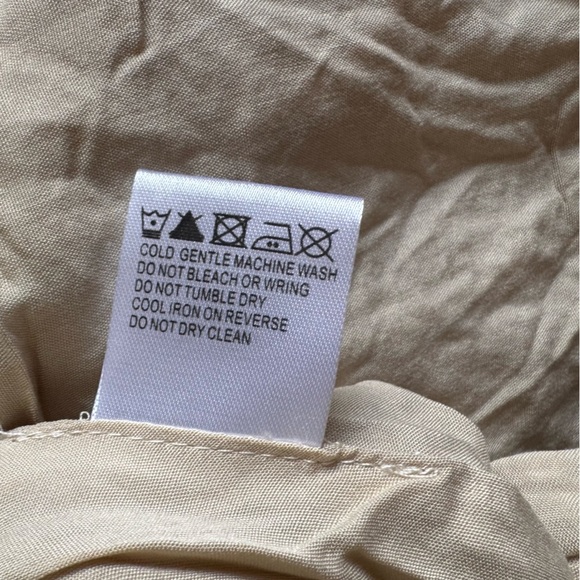 COLD GENTLE MACHINE WASH
DO NOT BLEACH OR WRING
DO NOT TUMBLE DRY
COOL IRON ON REVERSE
DO NOT DRY CLEAN